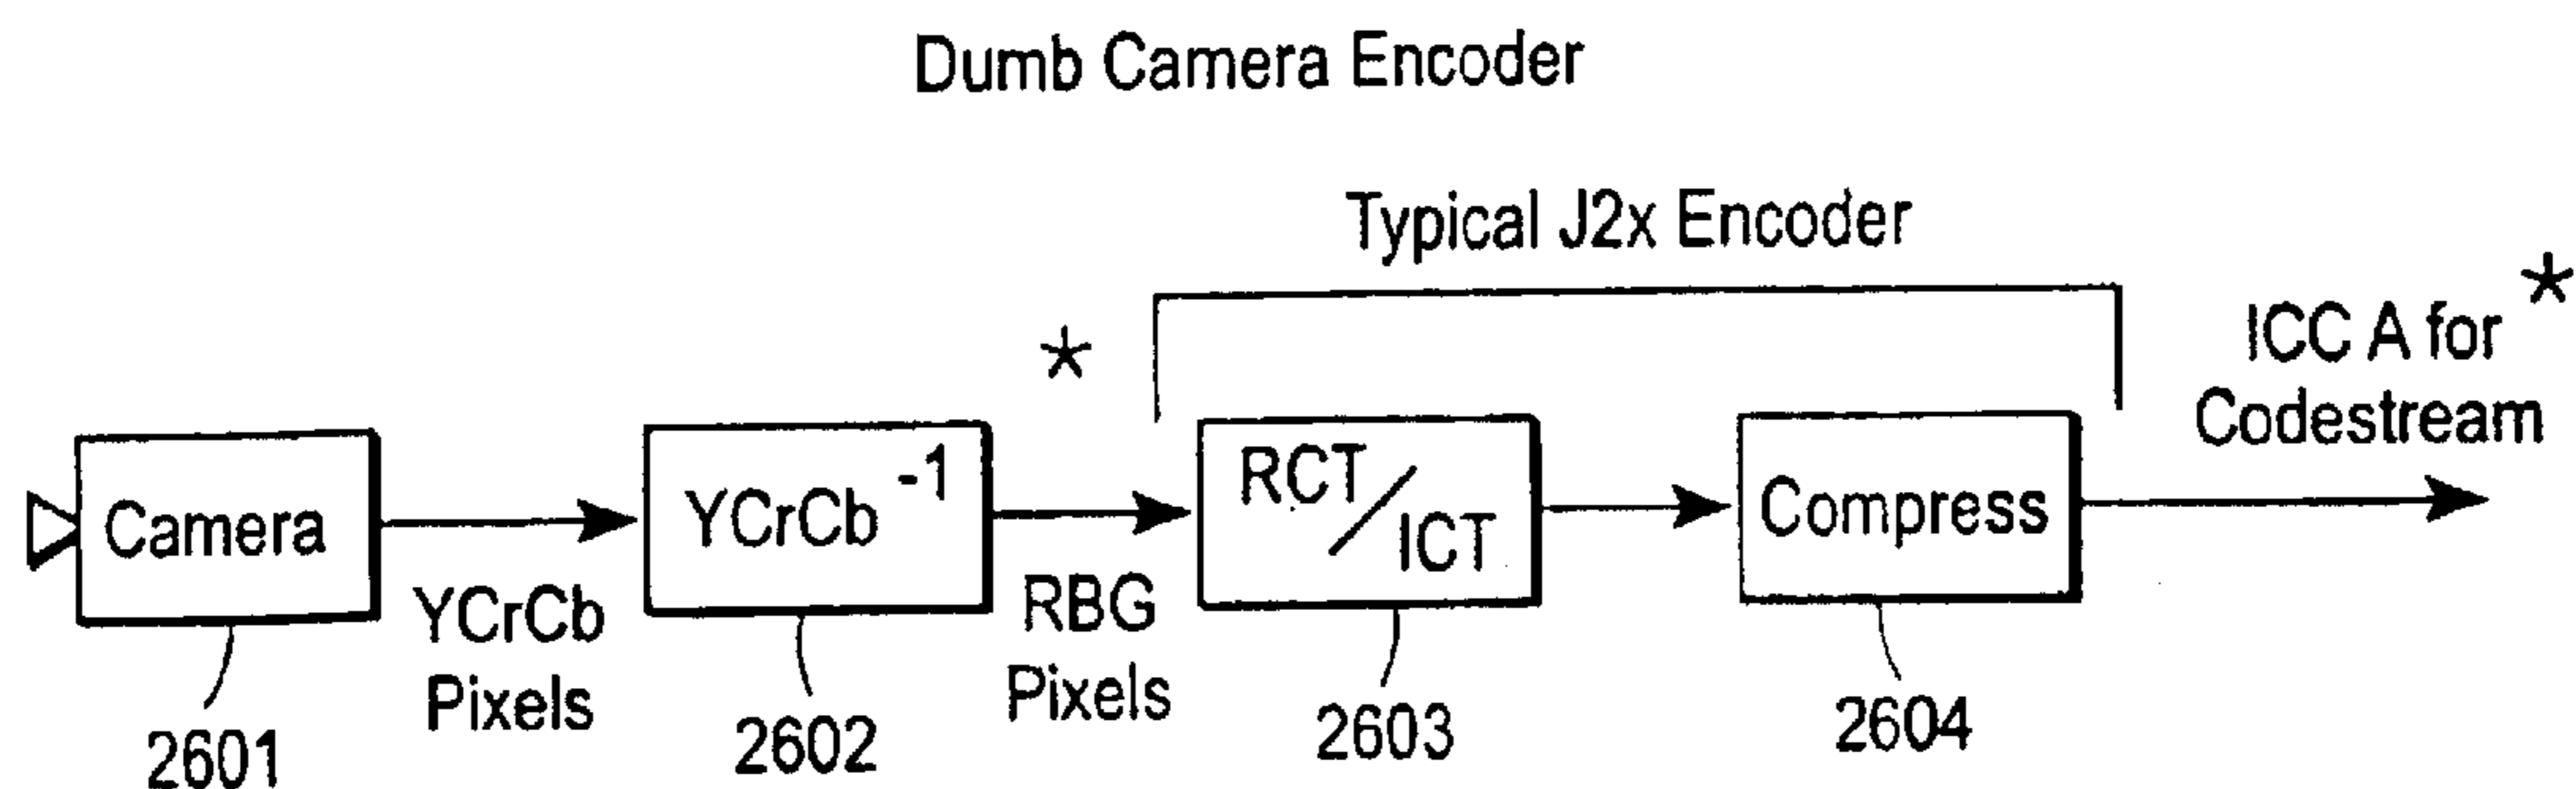 Dumb Camera Encoder
Typical J2x Encoder
*
*
ICC A for
Codestream
Camera
YCrCb
Pixels
YCrCb-1
RBG
Pixels
RCT/ICT
Compress
2601
2602
2603
2604